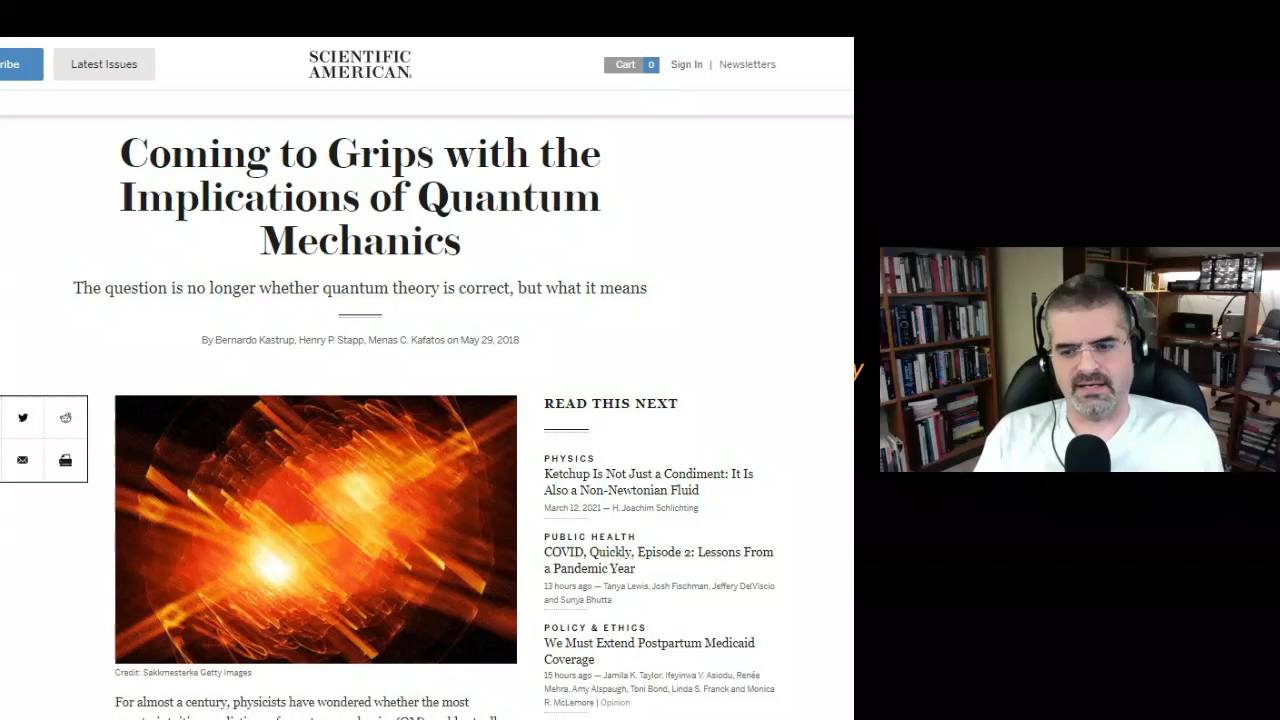 ribe
Latest Issues
SCIENTIFIC
AMERICAN
Cart 0 Sign In | Newsletters
Coming to Grips with the
Implications of Quantum
Mechanics
The question is no longer whether quantum theory is correct, but what it means
By Bernardo Kastrup, Henry P. Stapp, Menas C. Kafatos on May 29, 2018
Credit: Sakkmesterke Getty Images
For almost a century, physicists have wondered whether the most
READ THIS NEXT
PHYSICS
Ketchup Is Not Just a Condiment: It Is
Also a Non-Newtonian Fluid
March 12, 2021 — H. Joachim Schlichting
PUBLIC HEALTH
COVID, Quickly, Episode 2: Lessons From
a Pandemic Year
13 hours ago — Tanya Lewis, Josh Fischman, Jeffery DelViscio
and Sunya Bhutta
POLICY & ETHICS
We Must Extend Postpartum Medicaid
Coverage
15 hours ago — Jamila K. Taylor, Ifeyinwa V. Asiodu, Renée
Mehra, Amy Alspaugh, Toni Bond, Linda S. Franck and Monica
R. McLemore | Opinion
y